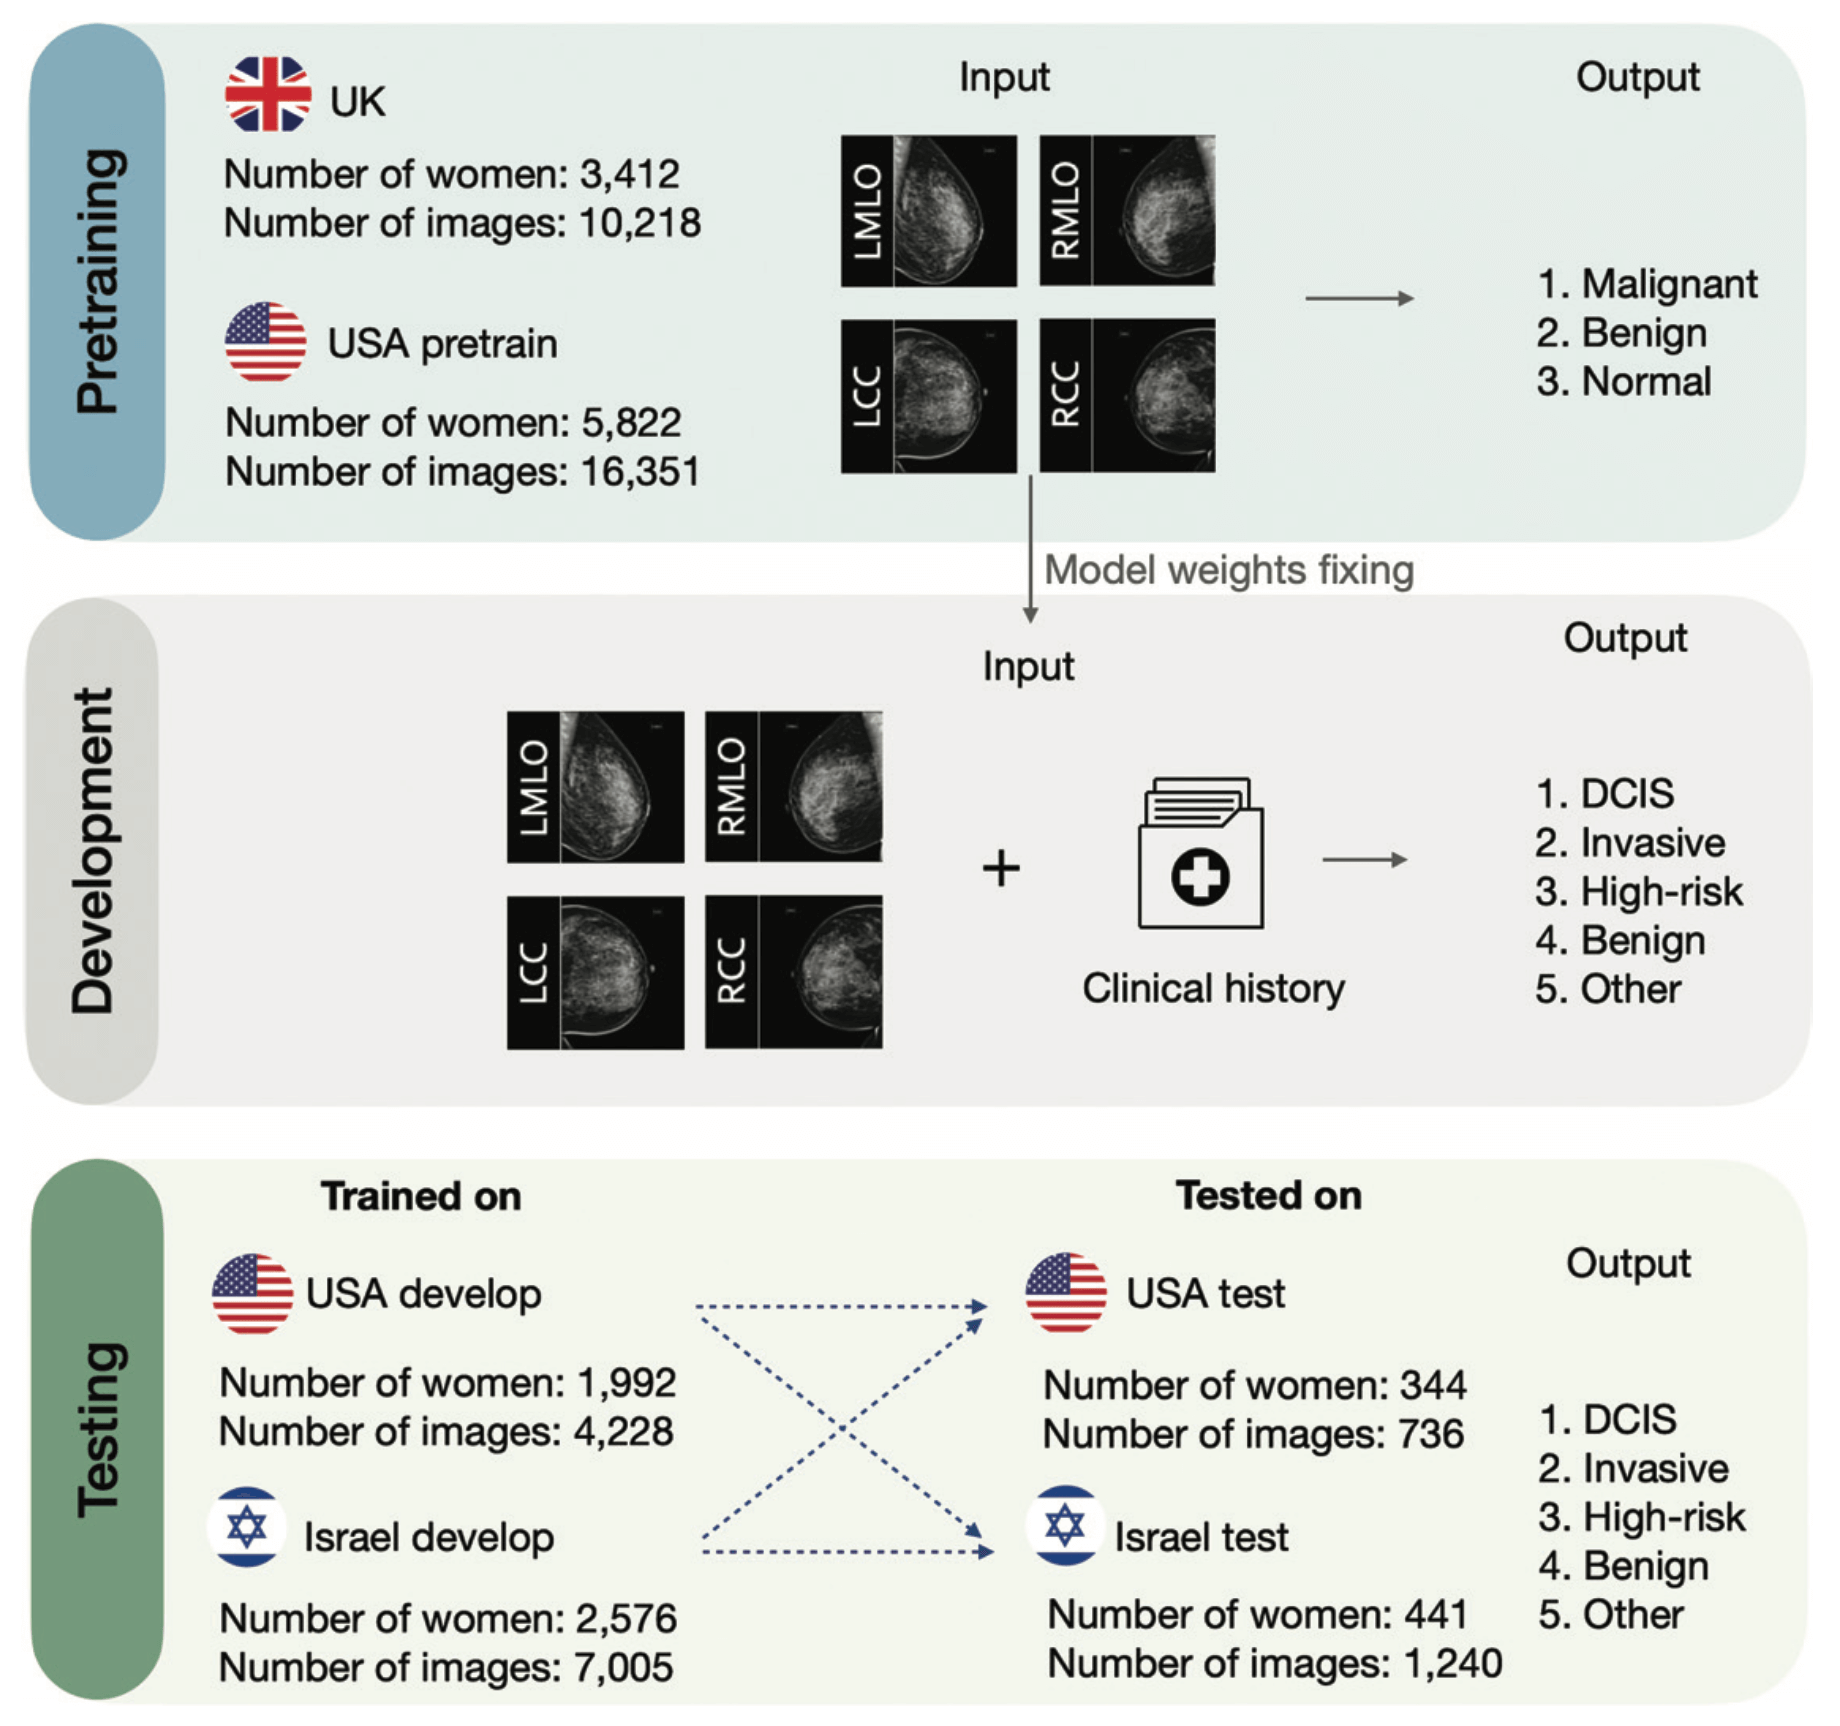 Pretraining
UK
Number of women: 3,412
Number of images: 10,218
USA pretrain
Number of women: 5,822
Number of images: 16,351
Input
LMLO
RMLO
LCC
RCC
Output
1. Malignant
2. Benign
3. Normal
Model weights fixing
Development
Input
LMLO
RMLO
LCC
RCC
+
Clinical history
Output
1. DCIS
2. Invasive
3. High-risk
4. Benign
5. Other
Testing
Trained on
USA develop
Number of women: 1,992
Number of images: 4,228
Israel develop
Number of women: 2,576
Number of images: 7,005
Tested on
USA test
Number of women: 344
Number of images: 736
Israel test
Number of women: 441
Number of images: 1,240
Output
1. DCIS
2. Invasive
3. High-risk
4. Benign
5. Other